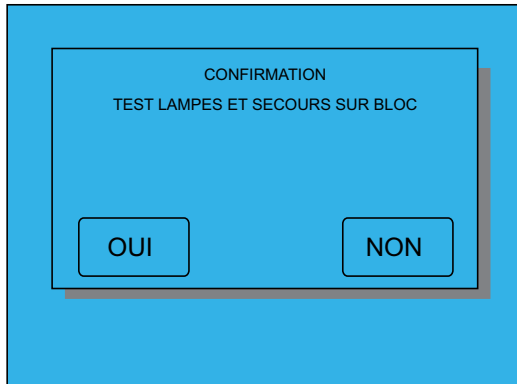 CONFIRMATION
TEST LAMPES ET SECOURS SUR BLOC
OUI
NON